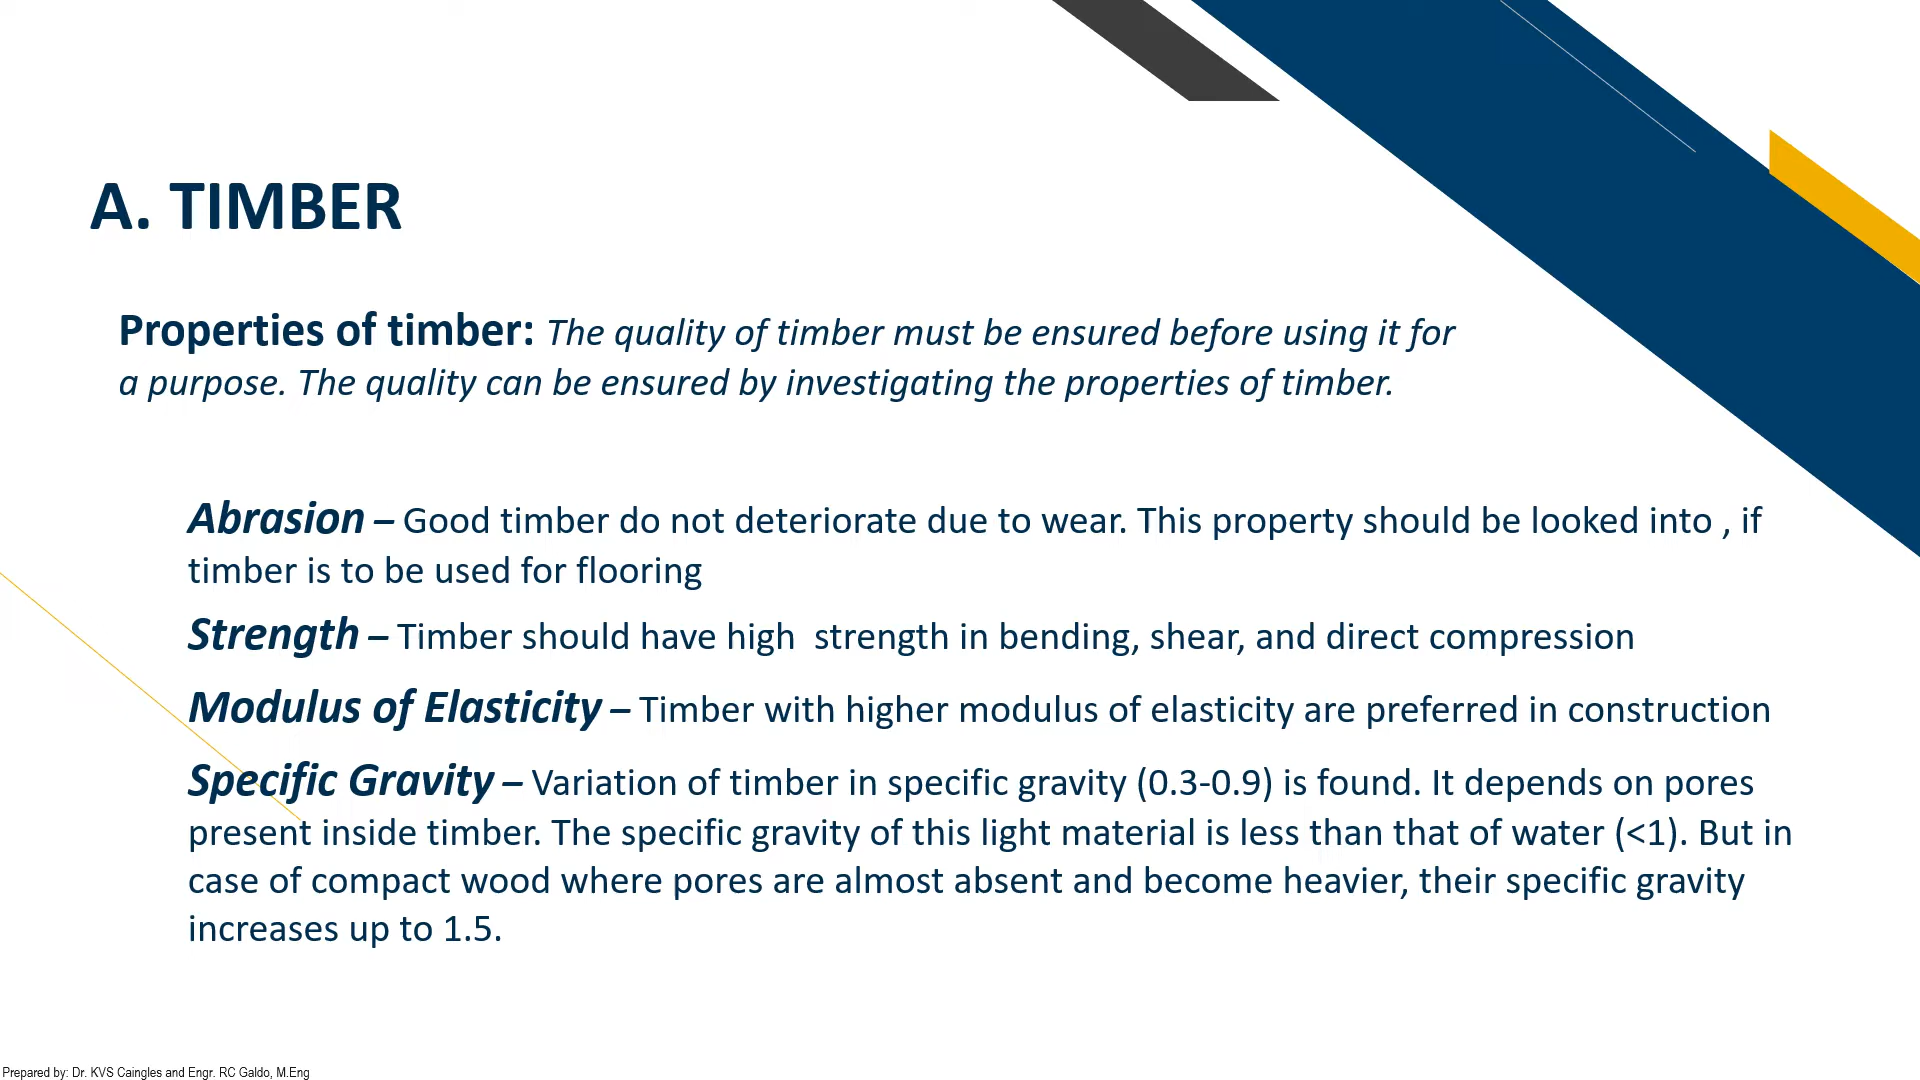 A. TIMBER
Properties of timber: The quality of timber must be ensured before using it for
a purpose. The quality can be ensured by investigating the properties of timber.
Abrasion – Good timber do not deteriorate due to wear. This property should be looked into , if
timber is to be used for flooring
Strength – Timber should have high  strength in bending, shear, and direct compression
Modulus of Elasticity – Timber with higher modulus of elasticity are preferred in construction
Specific Gravity – Variation of timber in specific gravity (0.3-0.9) is found. It depends on pores
present inside timber. The specific gravity of this light material is less than that of water (<1). But in
case of compact wood where pores are almost absent and become heavier, their specific gravity
increases up to 1.5.
Prepared by: Dr. KVS Caingles and Engr. RC Galdo, M.Eng